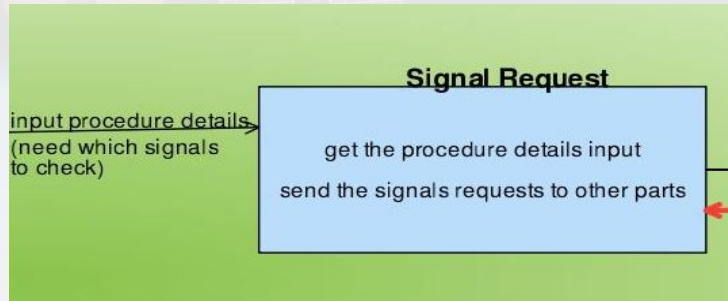 Signal Request
input procedure details
(need which signals
to check)
get the procedure details input
send the signals requests to other parts